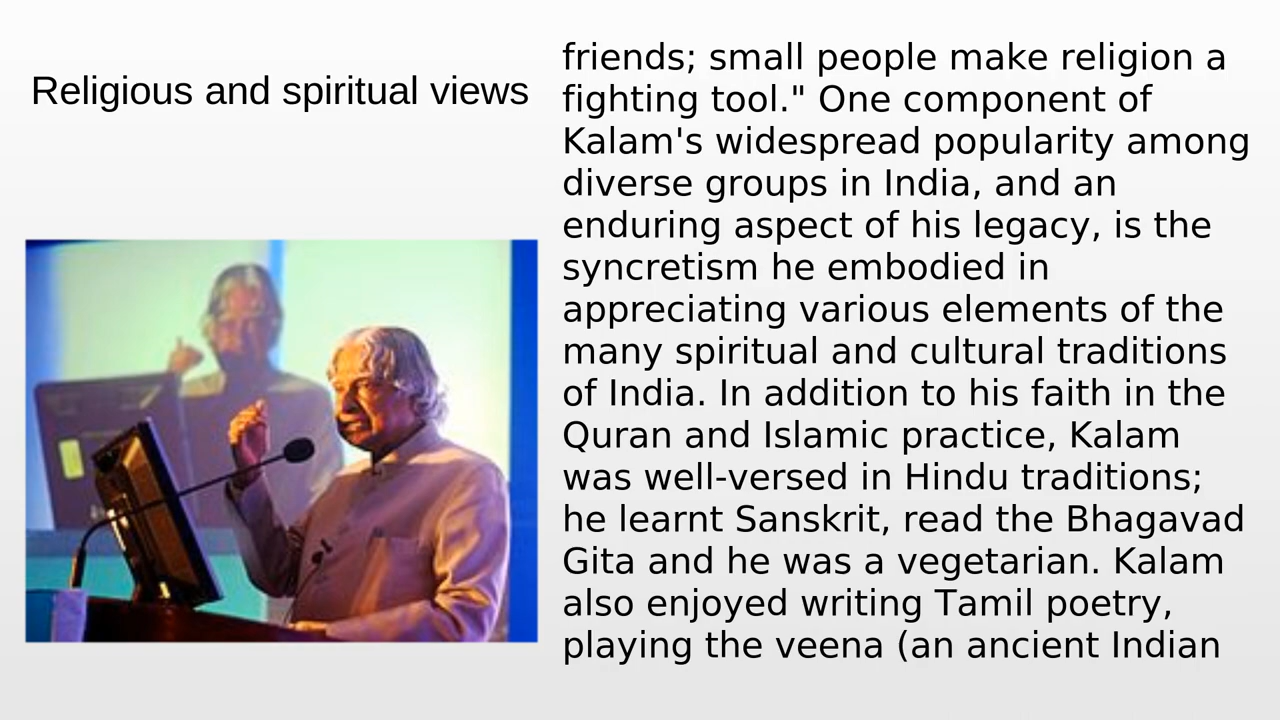 Religious and spiritual views
friends; small people make religion a
fighting tool." One component of
Kalam's widespread popularity among
diverse groups in India, and an
enduring aspect of his legacy, is the
syncretism he embodied in
appreciating various elements of the
many spiritual and cultural traditions
of India. In addition to his faith in the
Quran and Islamic practice, Kalam
was well-versed in Hindu traditions;
he learnt Sanskrit, read the Bhagavad
Gita and he was a vegetarian. Kalam
also enjoyed writing Tamil poetry,
playing the veena (an ancient Indian